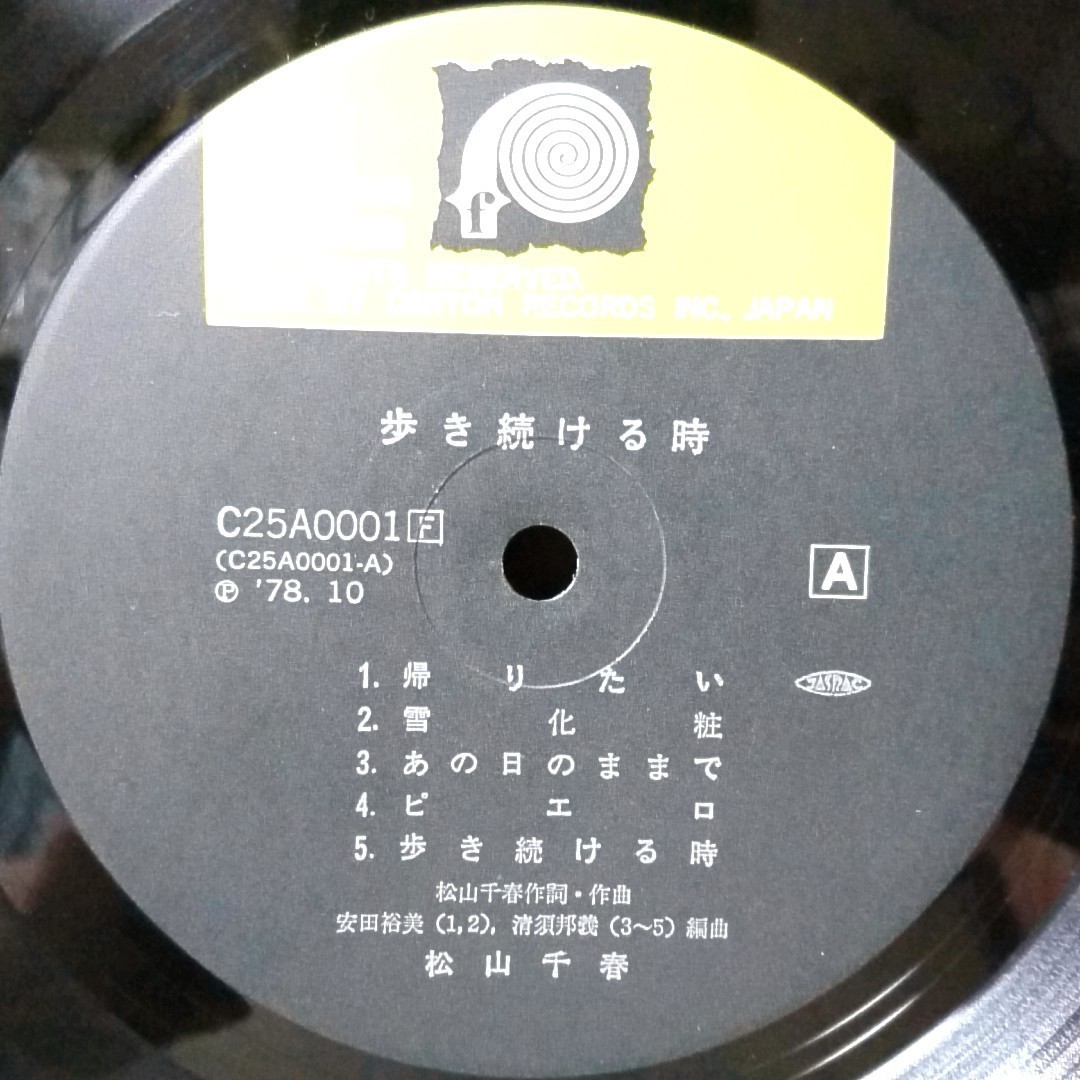 f
RESERVED.
BY CANYON RECORDS INC., JAPAN
歩き続ける時
C25A0001 F
(C25A0001-A)
℗ '78. 10
A
1. 帰りたい
JASRAC
2. 雪化粧
3. あの日のままで
4. ピエロ
5. 歩き続ける時
松山千春作詞・作曲
安田裕美 (1,2), 清須邦義 (3〜5) 編曲
松山千春